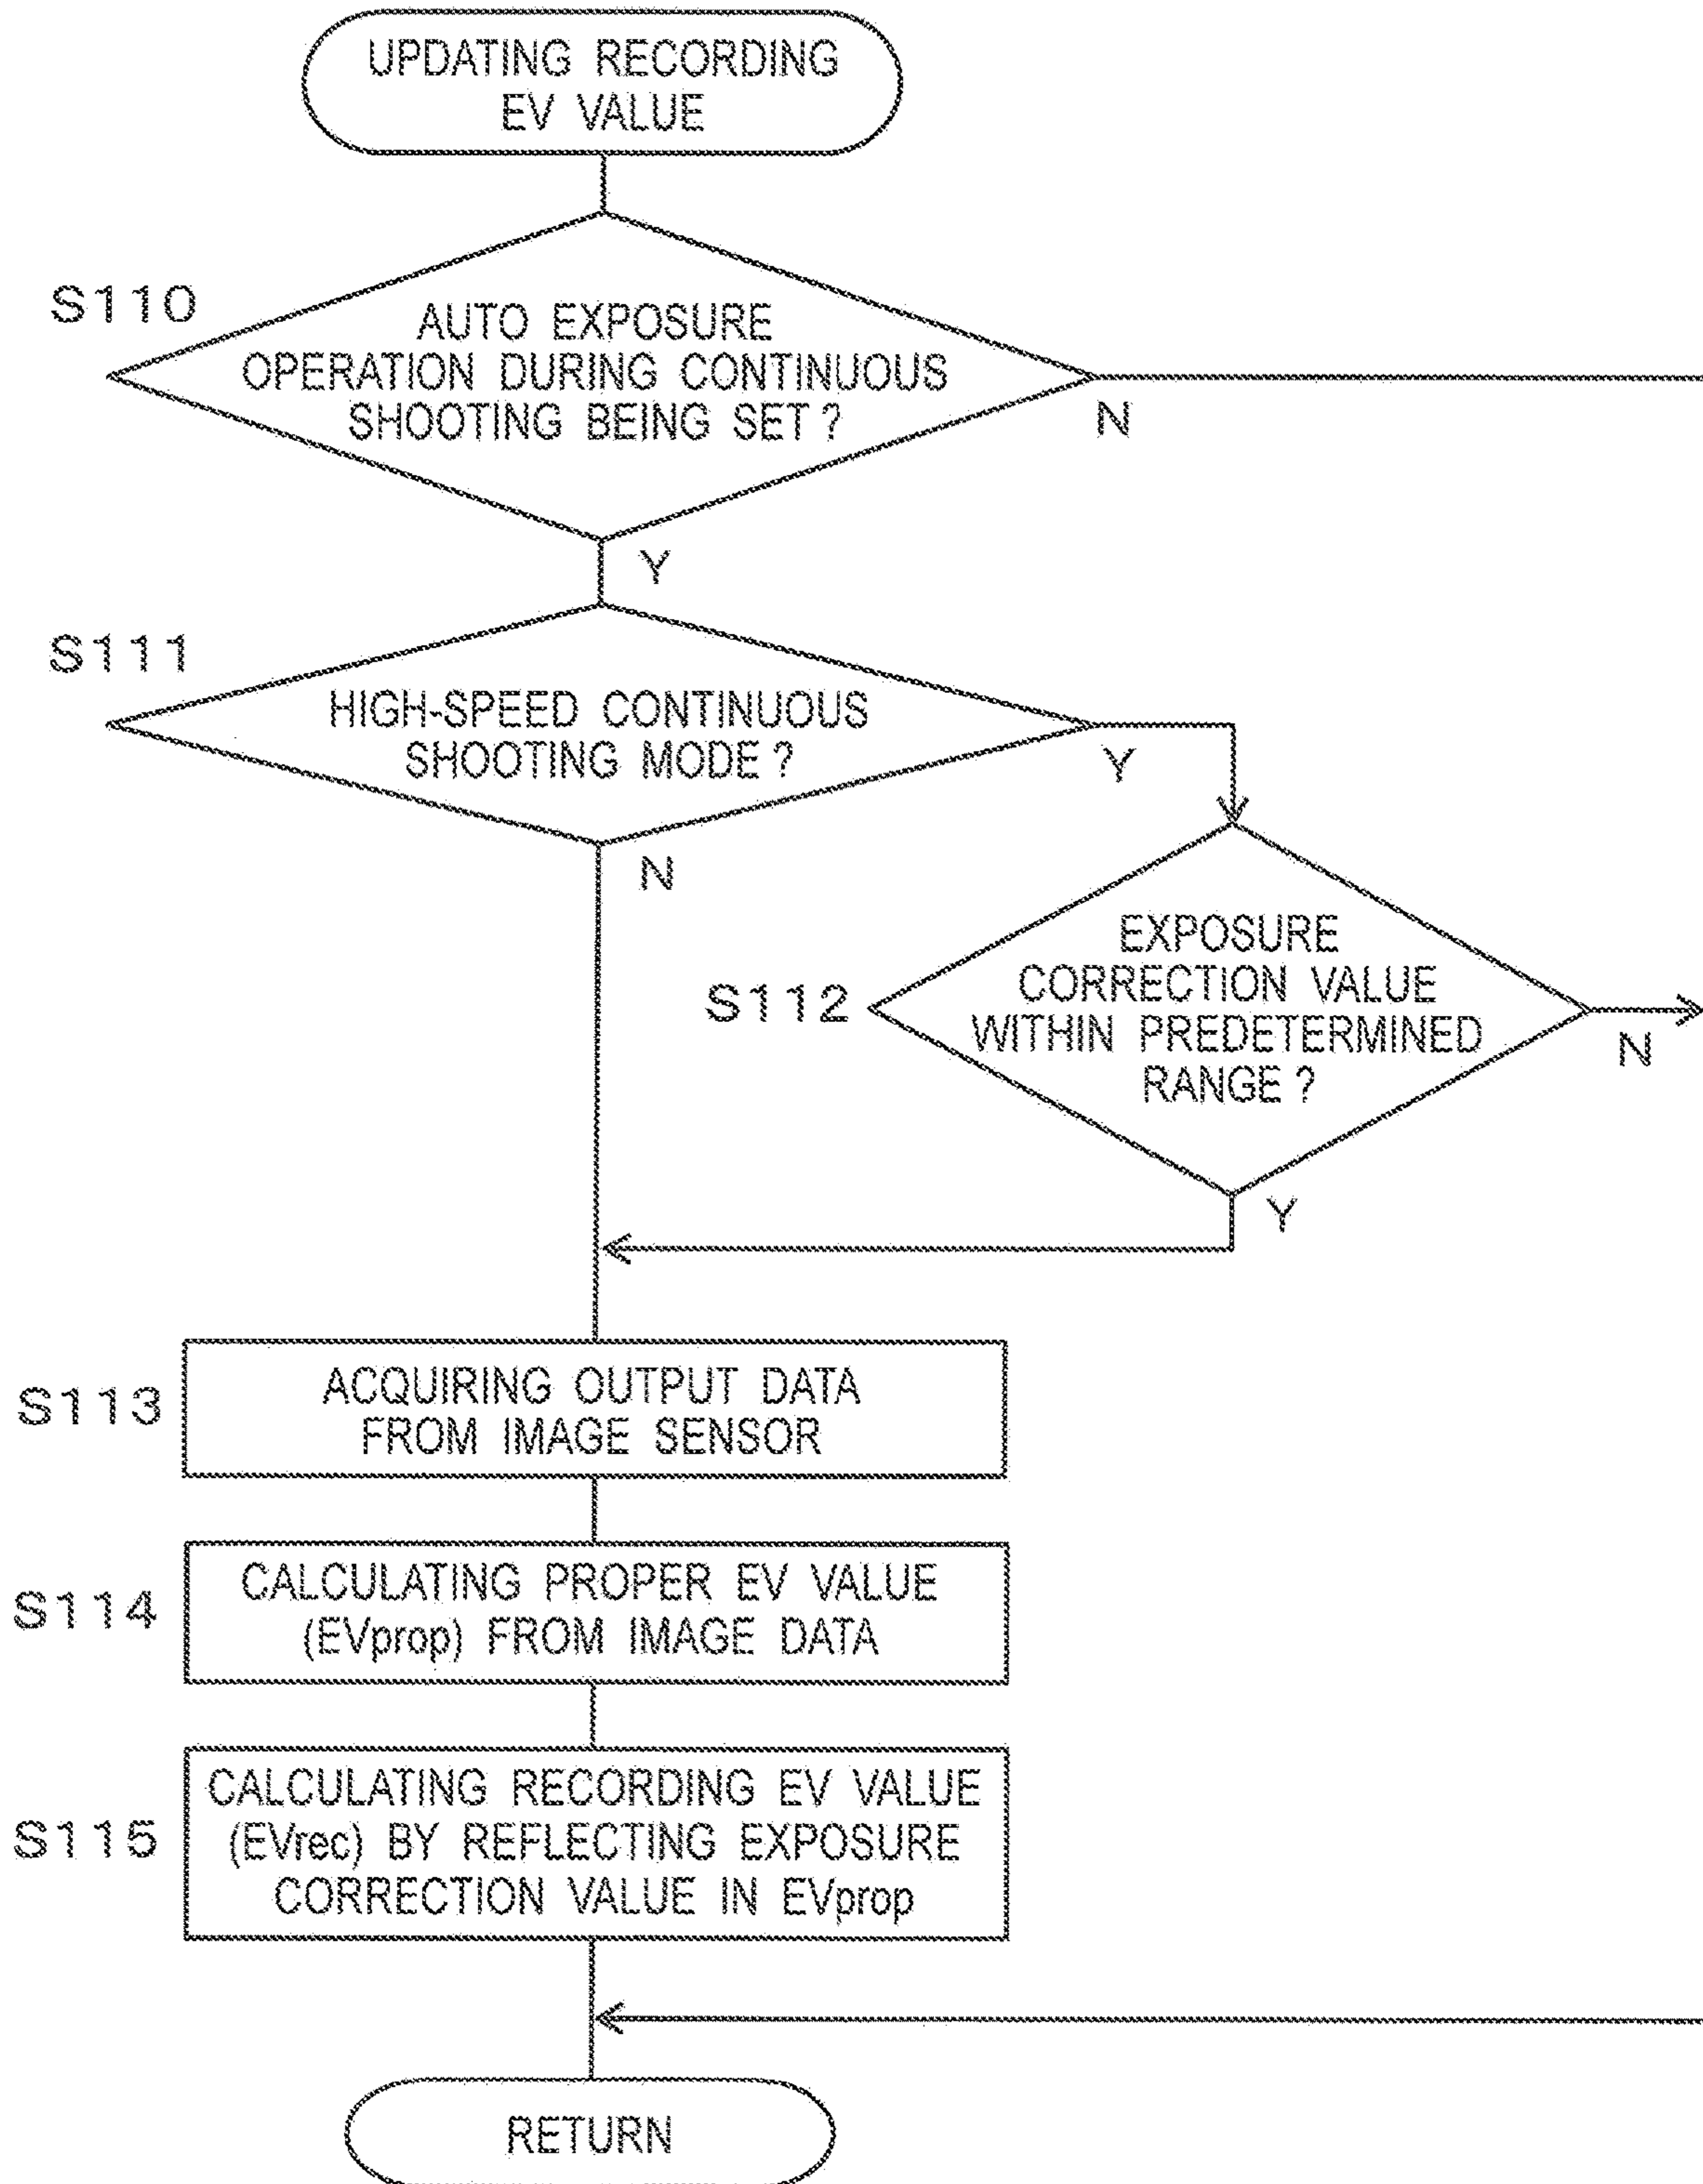 UPDATING RECORDING
EV VALUE
S110
AUTO EXPOSURE
OPERATION DURING CONTINUOUS
SHOOTING BEING SET ?
N
Y
S111
HIGH-SPEED CONTINUOUS
SHOOTING MODE ?
Y
N
S112
EXPOSURE
CORRECTION VALUE
WITHIN PREDETERMINED
RANGE ?
N
Y
S113
ACQUIRING OUTPUT DATA
FROM IMAGE SENSOR
S114
CALCULATING PROPER EV VALUE
(EVprop) FROM IMAGE DATA
S115
CALCULATING RECORDING EV VALUE
(EVrec) BY REFLECTING EXPOSURE
CORRECTION VALUE IN EVprop
RETURN